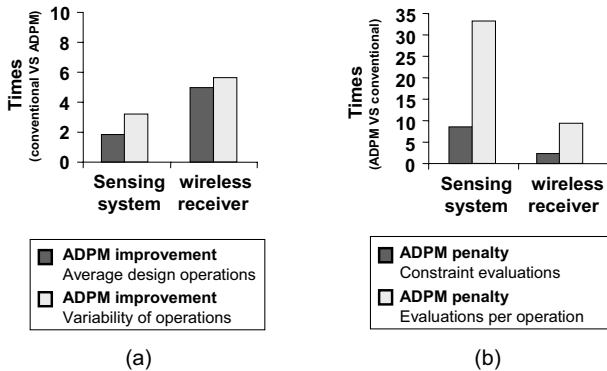 10
8
6
4
2
0
Times
(conventional VS ADPM)
Sensing system
wireless receiver
ADPM improvement
Average design operations
ADPM improvement
Variability of operations
(a)
35
30
25
20
15
10
5
0
Times
(ADPM VS conventional)
Sensing system
wireless receiver
ADPM penalty
Constraint evaluations
ADPM penalty
Evaluations per operation
(b)